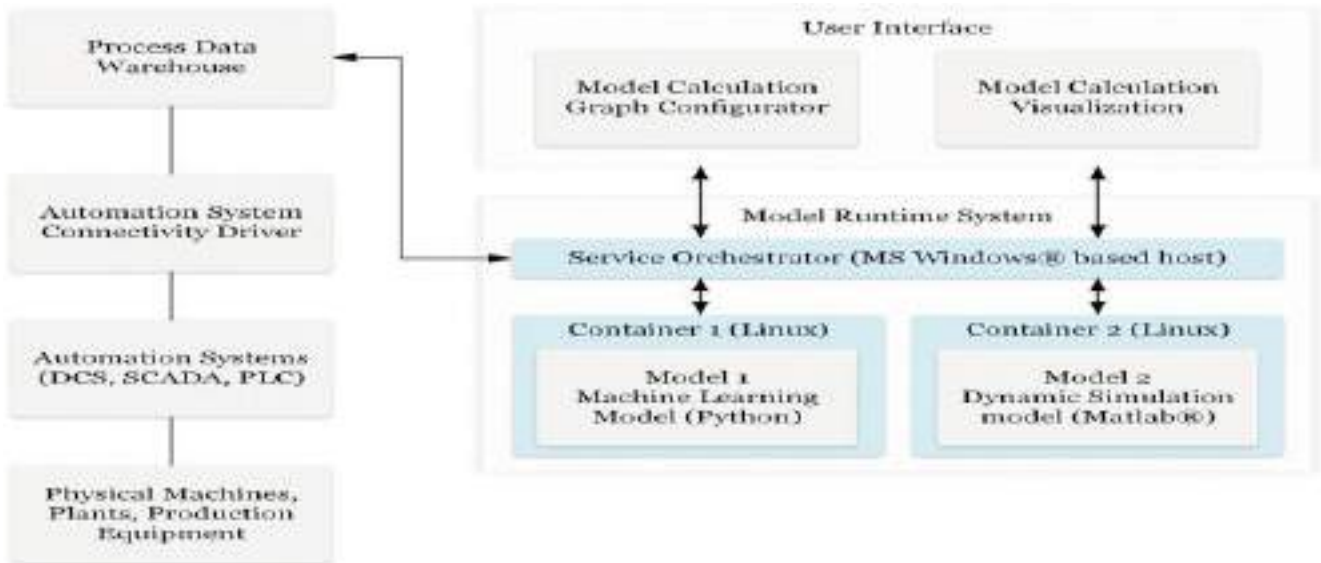 Process Data
Warehouse
Automation System
Connectivity Driver
Automation Systems
(DCS, SCADA, PLC)
Physical Machines,
Plants, Production
Equipment
User Interface
Model Calculation
Graph Configurator
Model Calculation
Visualization
Model Runtime System
Service Orchestrator (MS Windows® based host)
Container 1 (Linux)
Model 1
Machine Learning
Model (Python)
Container 2 (Linux)
Model 2
Dynamic Simulation
model (Matlab®)